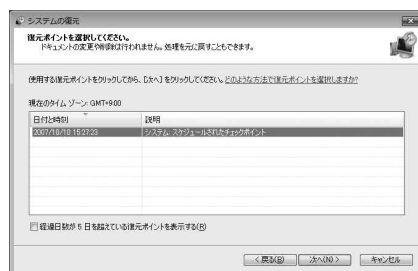 システムの復元
復元ポイントを選択してください。
ドキュメントの変更や削除は行われません。処理を元に戻すこともできます。
使用する復元ポイントをクリックしてから、[次へ] をクリックしてください。どのような方法で復元ポイントを選択しますか?
現在のタイム ゾーン: GMT+9:00
日付と時刻 説明
2007/10/10 15:27:23 システム: スケジュールされたチェックポイント
経過日数が 5 日を超えている復元ポイントを表示する(R)
< 戻る(B) 次へ(N) > キャンセル